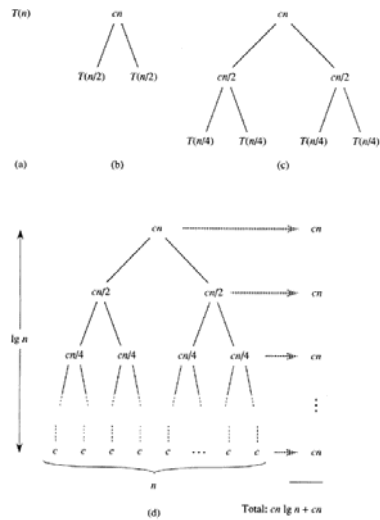 T(n) cn cn
T(n/2) T(n/2) cn/2 cn/2
T(n/4) T(n/4) T(n/4) T(n/4)
(a) (b) (c)
cn cn
cn/2 cn/2 cn
lg n
cn/4 cn/4 cn/4 cn/4 cn
c c c c c ... c c cn
n
(d) Total: cn lg n + cn